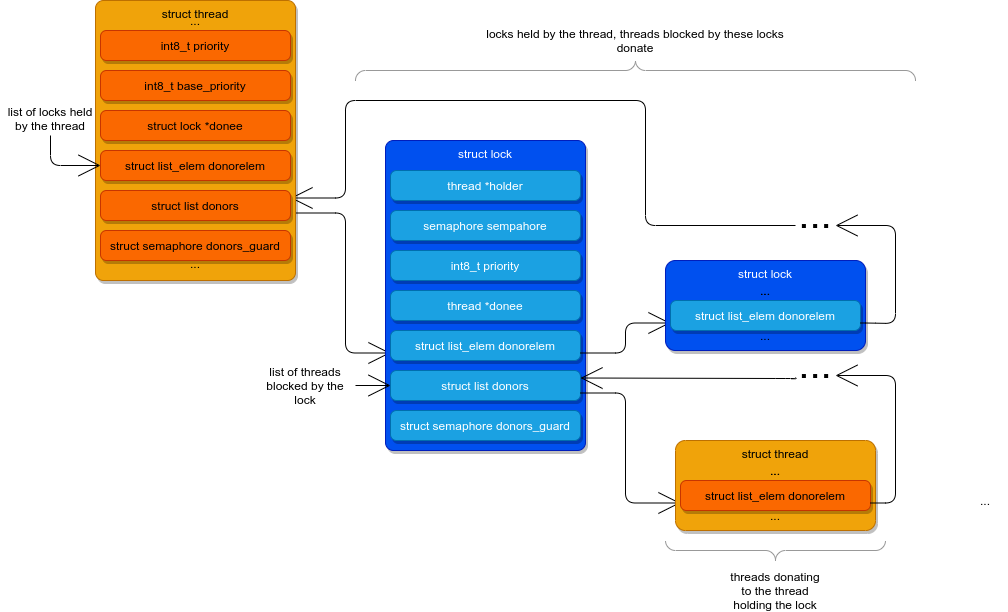 struct thread
...
int8_t priority
int8_t base_priority
struct lock *donee
struct list_elem donorelem
struct list donors
struct semaphore donors_guard
...
list of locks held
by the thread
locks held by the thread, threads blocked by these locks
donate
struct lock
thread *holder
semaphore sempahore
int8_t priority
thread *donee
struct list_elem donorelem
struct list donors
struct semaphore donors_guard
list of threads
blocked by the
lock
...
struct lock
...
struct list_elem donorelem
...
...
struct thread
...
struct list_elem donorelem
...
...
threads donating
to the thread
holding the lock